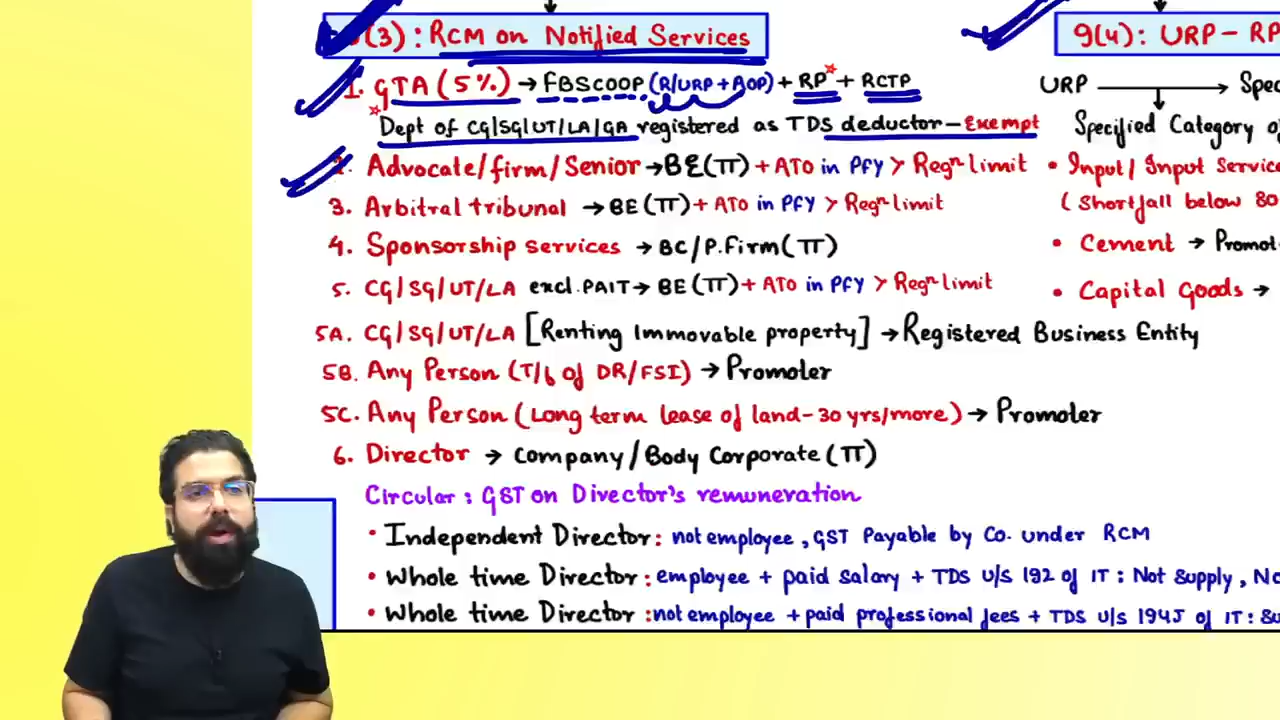 (3): RCM on Notified Services
1. GTA (5%) → FBSCOOP (R/URP + AOP) + RP* + RCTP
* Dept of CG/SG/UT/LA/GA registered as TDS deductor - Exempt
2. Advocate/firm/Senior → BE(TT) + ATO in PFY > Regⁿ limit
3. Arbitral tribunal → BE(TT) + ATO in PFY > Regⁿ limit
4. Sponsorship services → BC/P.firm (TT)
5. CG/SG/UT/LA excl. PAIT → BE(TT) + ATO in PFY > Regⁿ limit
5A. CG/SG/UT/LA [Renting Immovable property] → Registered Business Entity
5B. Any Person (T/b of DR/FSI) → Promoter
5C. Any Person (Long term lease of land-30 yrs/more) → Promoter
6. Director → Company/Body Corporate (TT)
Circular: GST on Director's remuneration
• Independent Director: not employee, GST Payable by Co. under RCM
• Whole time Director: employee + paid salary + TDS u/s 192 of IT: Not supply, No
• Whole time Director: not employee + paid professional fees + TDS u/s 194J of IT: Su
9(4): URP - RP
URP → Spec
Specified Category of
• Input/ Input Service
(Shortfall below 80
• Cement → Promot
• Capital Goods →